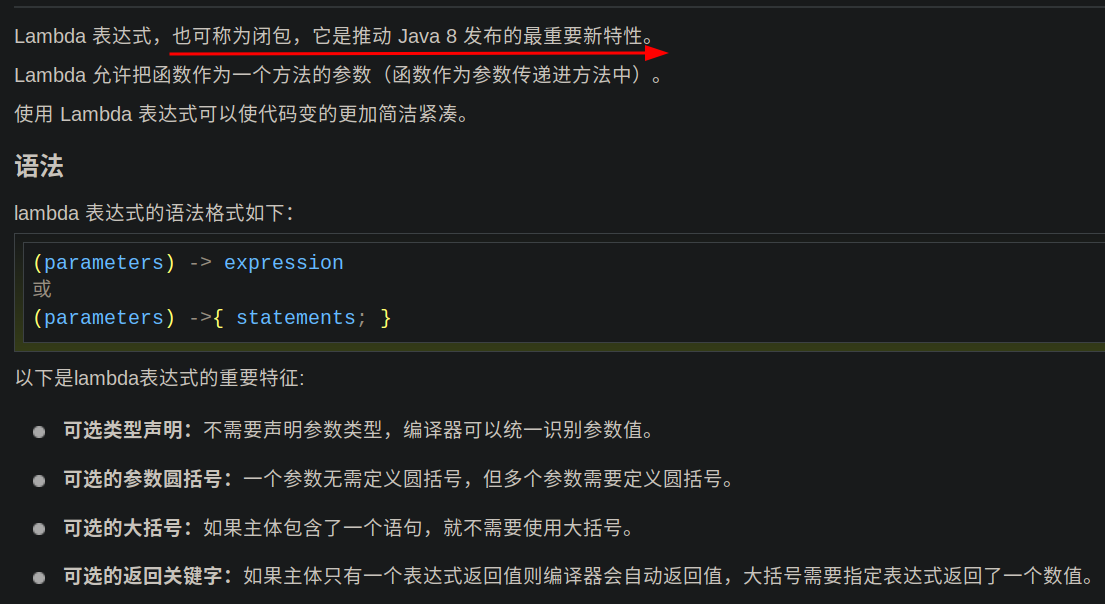 Lambda 表达式，也可称为闭包，它是推动 Java 8 发布的最重要新特性。
Lambda 允许把函数作为一个方法的参数（函数作为参数传递进方法中）。
使用 Lambda 表达式可以使代码变的更加简洁紧凑。
语法
lambda 表达式的语法格式如下：
(parameters) -> expression
或
(parameters) ->{ statements; }
以下是lambda表达式的重要特征:
可选类型声明：不需要声明参数类型，编译器可以统一识别参数值。
可选的参数圆括号：一个参数无需定义圆括号，但多个参数需要定义圆括号。
可选的大括号：如果主体包含了一个语句，就不需要使用大括号。
可选的返回关键字：如果主体只有一个表达式返回值则编译器会自动返回值，大括号需要指定表达式返回了一个数值。